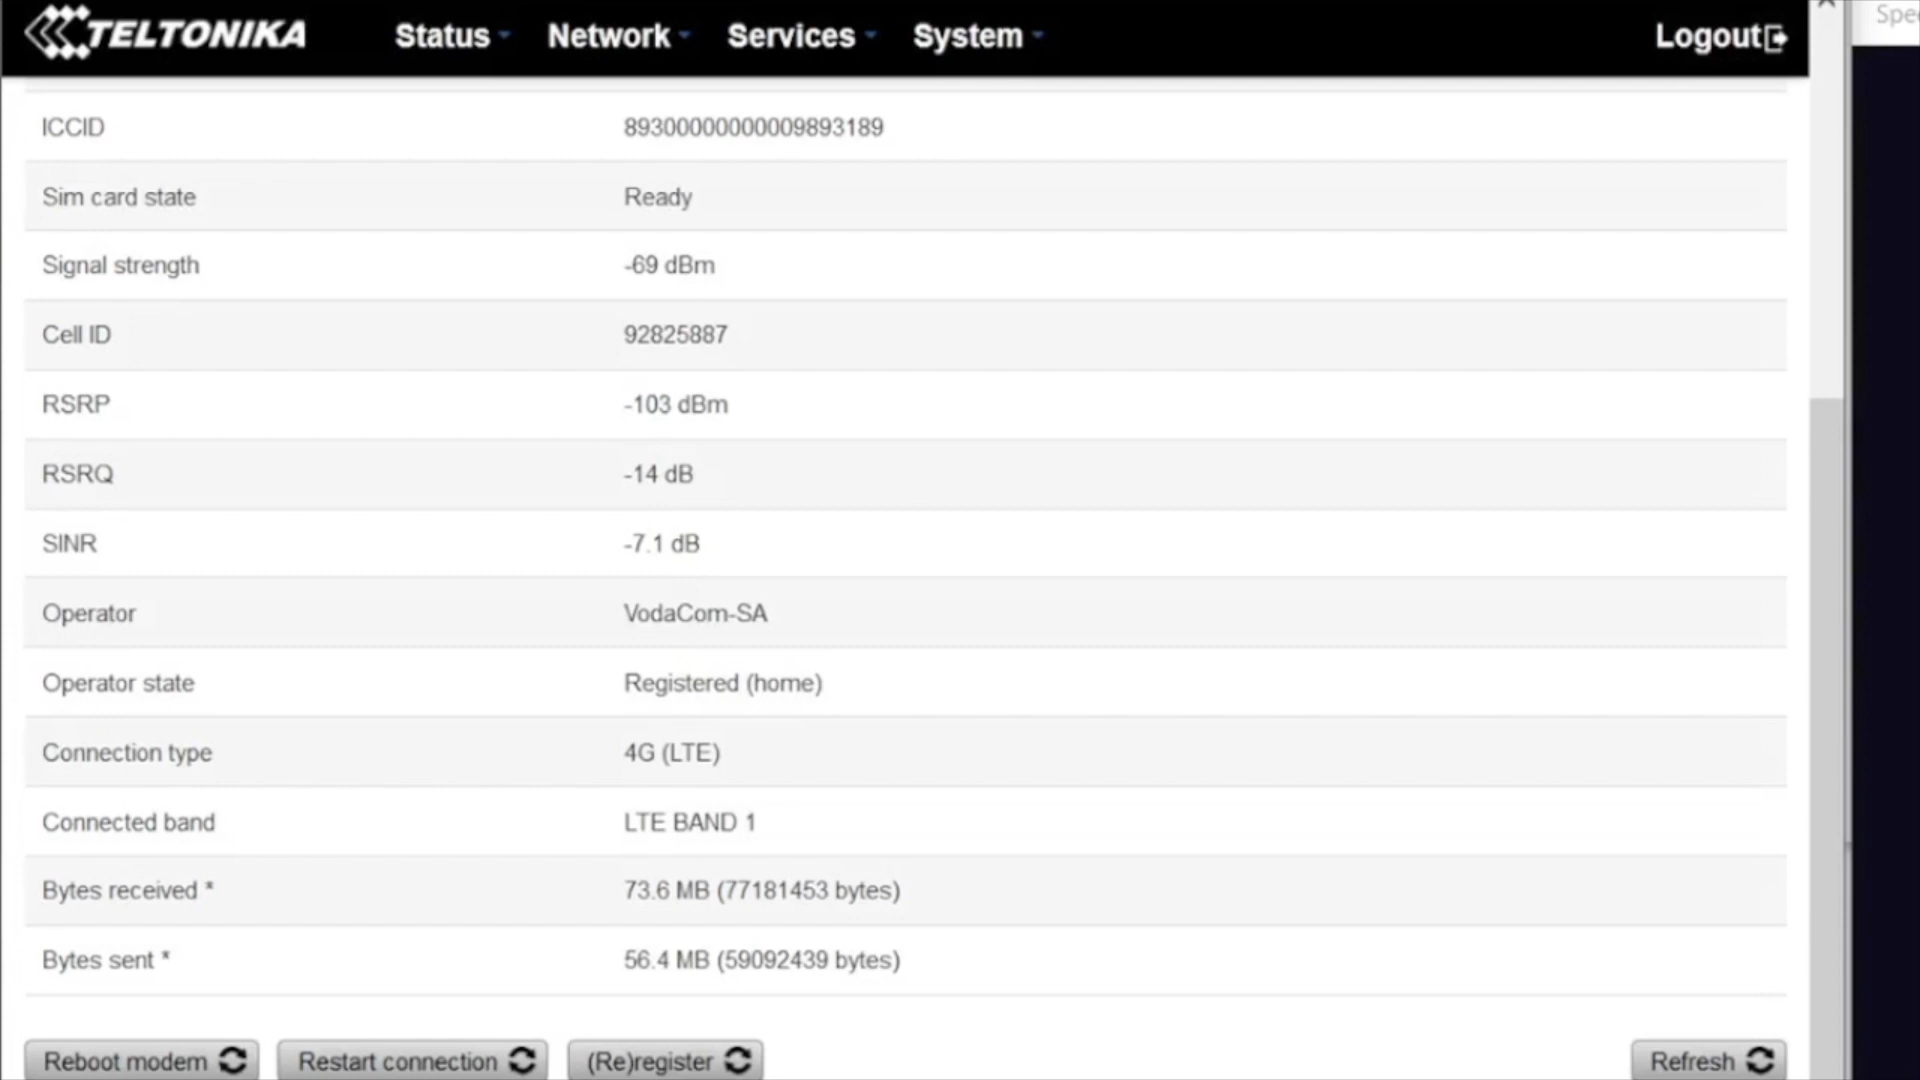 TELTONIKA Status Network Services System Logout
Spe
ICCID 89300000000009893189
Sim card state Ready
Signal strength -69 dBm
Cell ID 92825887
RSRP -103 dBm
RSRQ -14 dB
SINR -7.1 dB
Operator VodaCom-SA
Operator state Registered (home)
Connection type 4G (LTE)
Connected band LTE BAND 1
Bytes received * 73.6 MB (77181453 bytes)
Bytes sent * 56.4 MB (59092439 bytes)
Reboot modem Restart connection (Re)register Refresh